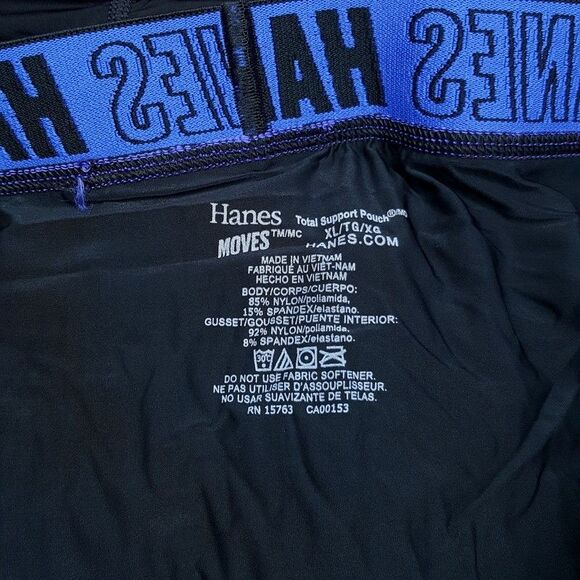 HANES HANES
Hanes Total Support Pouch®/MD
MOVES™/MC XL/TG/XG
HANES.COM
MADE IN VIETNAM
FABRIQUÉ AU VIÊT-NAM
HECHO EN VIETNAM
BODY/CORPS/CUERPO:
85% NYLON/poliamida,
15% SPANDEX/elastano.
GUSSET/GOUSSET/PUENTE INTERIOR:
92% NYLON/poliamida.
8% SPANDEX/elastano.
30°C
DO NOT USE FABRIC SOFTENER.
NE PAS UTILISER D'ASSOUPLISSEUR.
NO USAR SUAVIZANTE DE TELAS.
RN 15763 CA00153